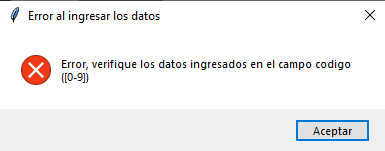 Error al ingresar los datos
Error, verifique los datos ingresados en el campo codigo
([0-9])
Aceptar